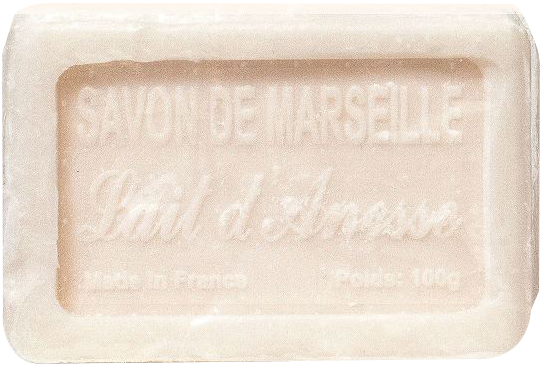 SAVON DE MARSEILLE
Lait d'Anesse
Made in France Poids: 100g